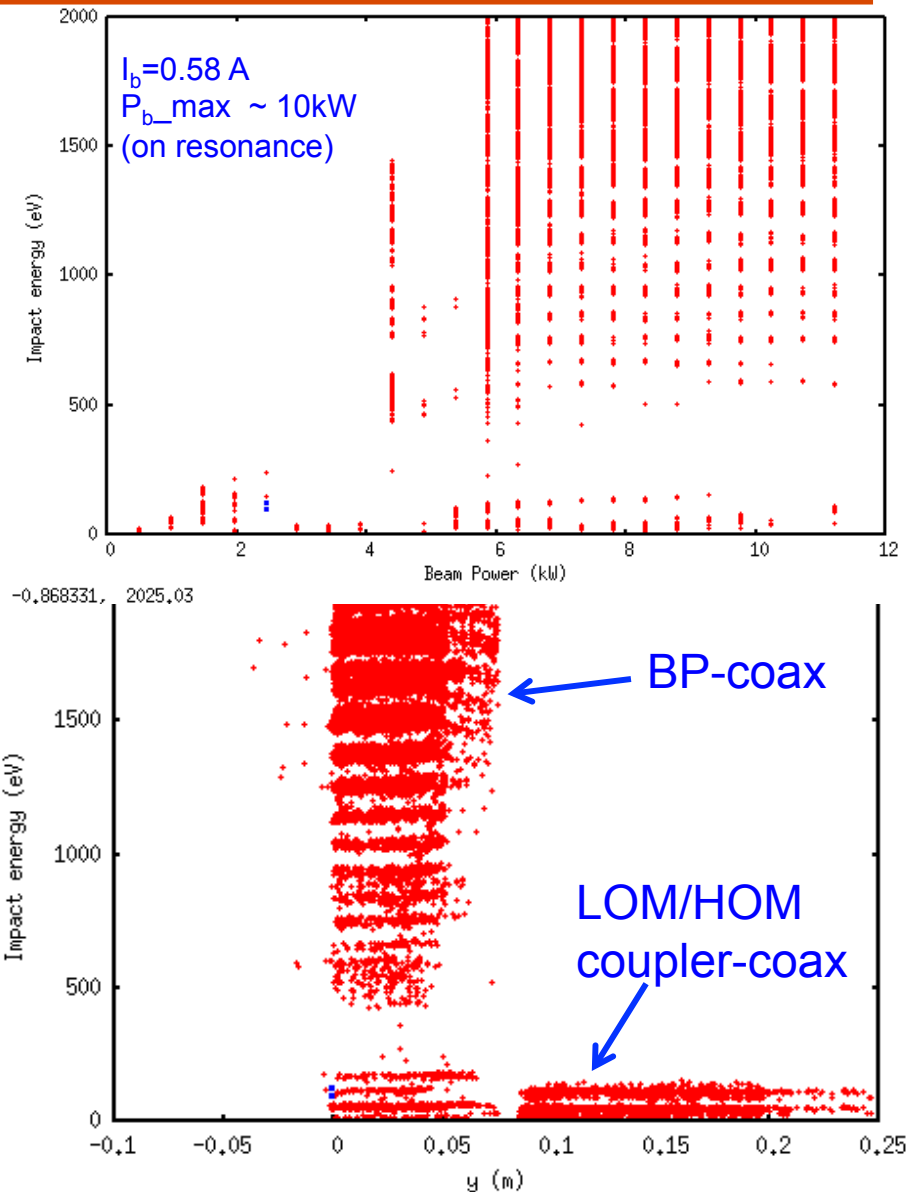 2000
1500
1000
500
0
Impact energy (eV)
I_b=0.58 A
P_b_max ~ 10kW
(on resonance)
0 2 4 6 8 10 12
Beam Power (kW)
-0.868331, 2025.03
1500
1000
500
0
Impact energy (eV)
BP-coax
LOM/HOM
coupler-coax
-0.1 -0.05 0 0.05 0.1 0.15 0.2 0.25
y (m)